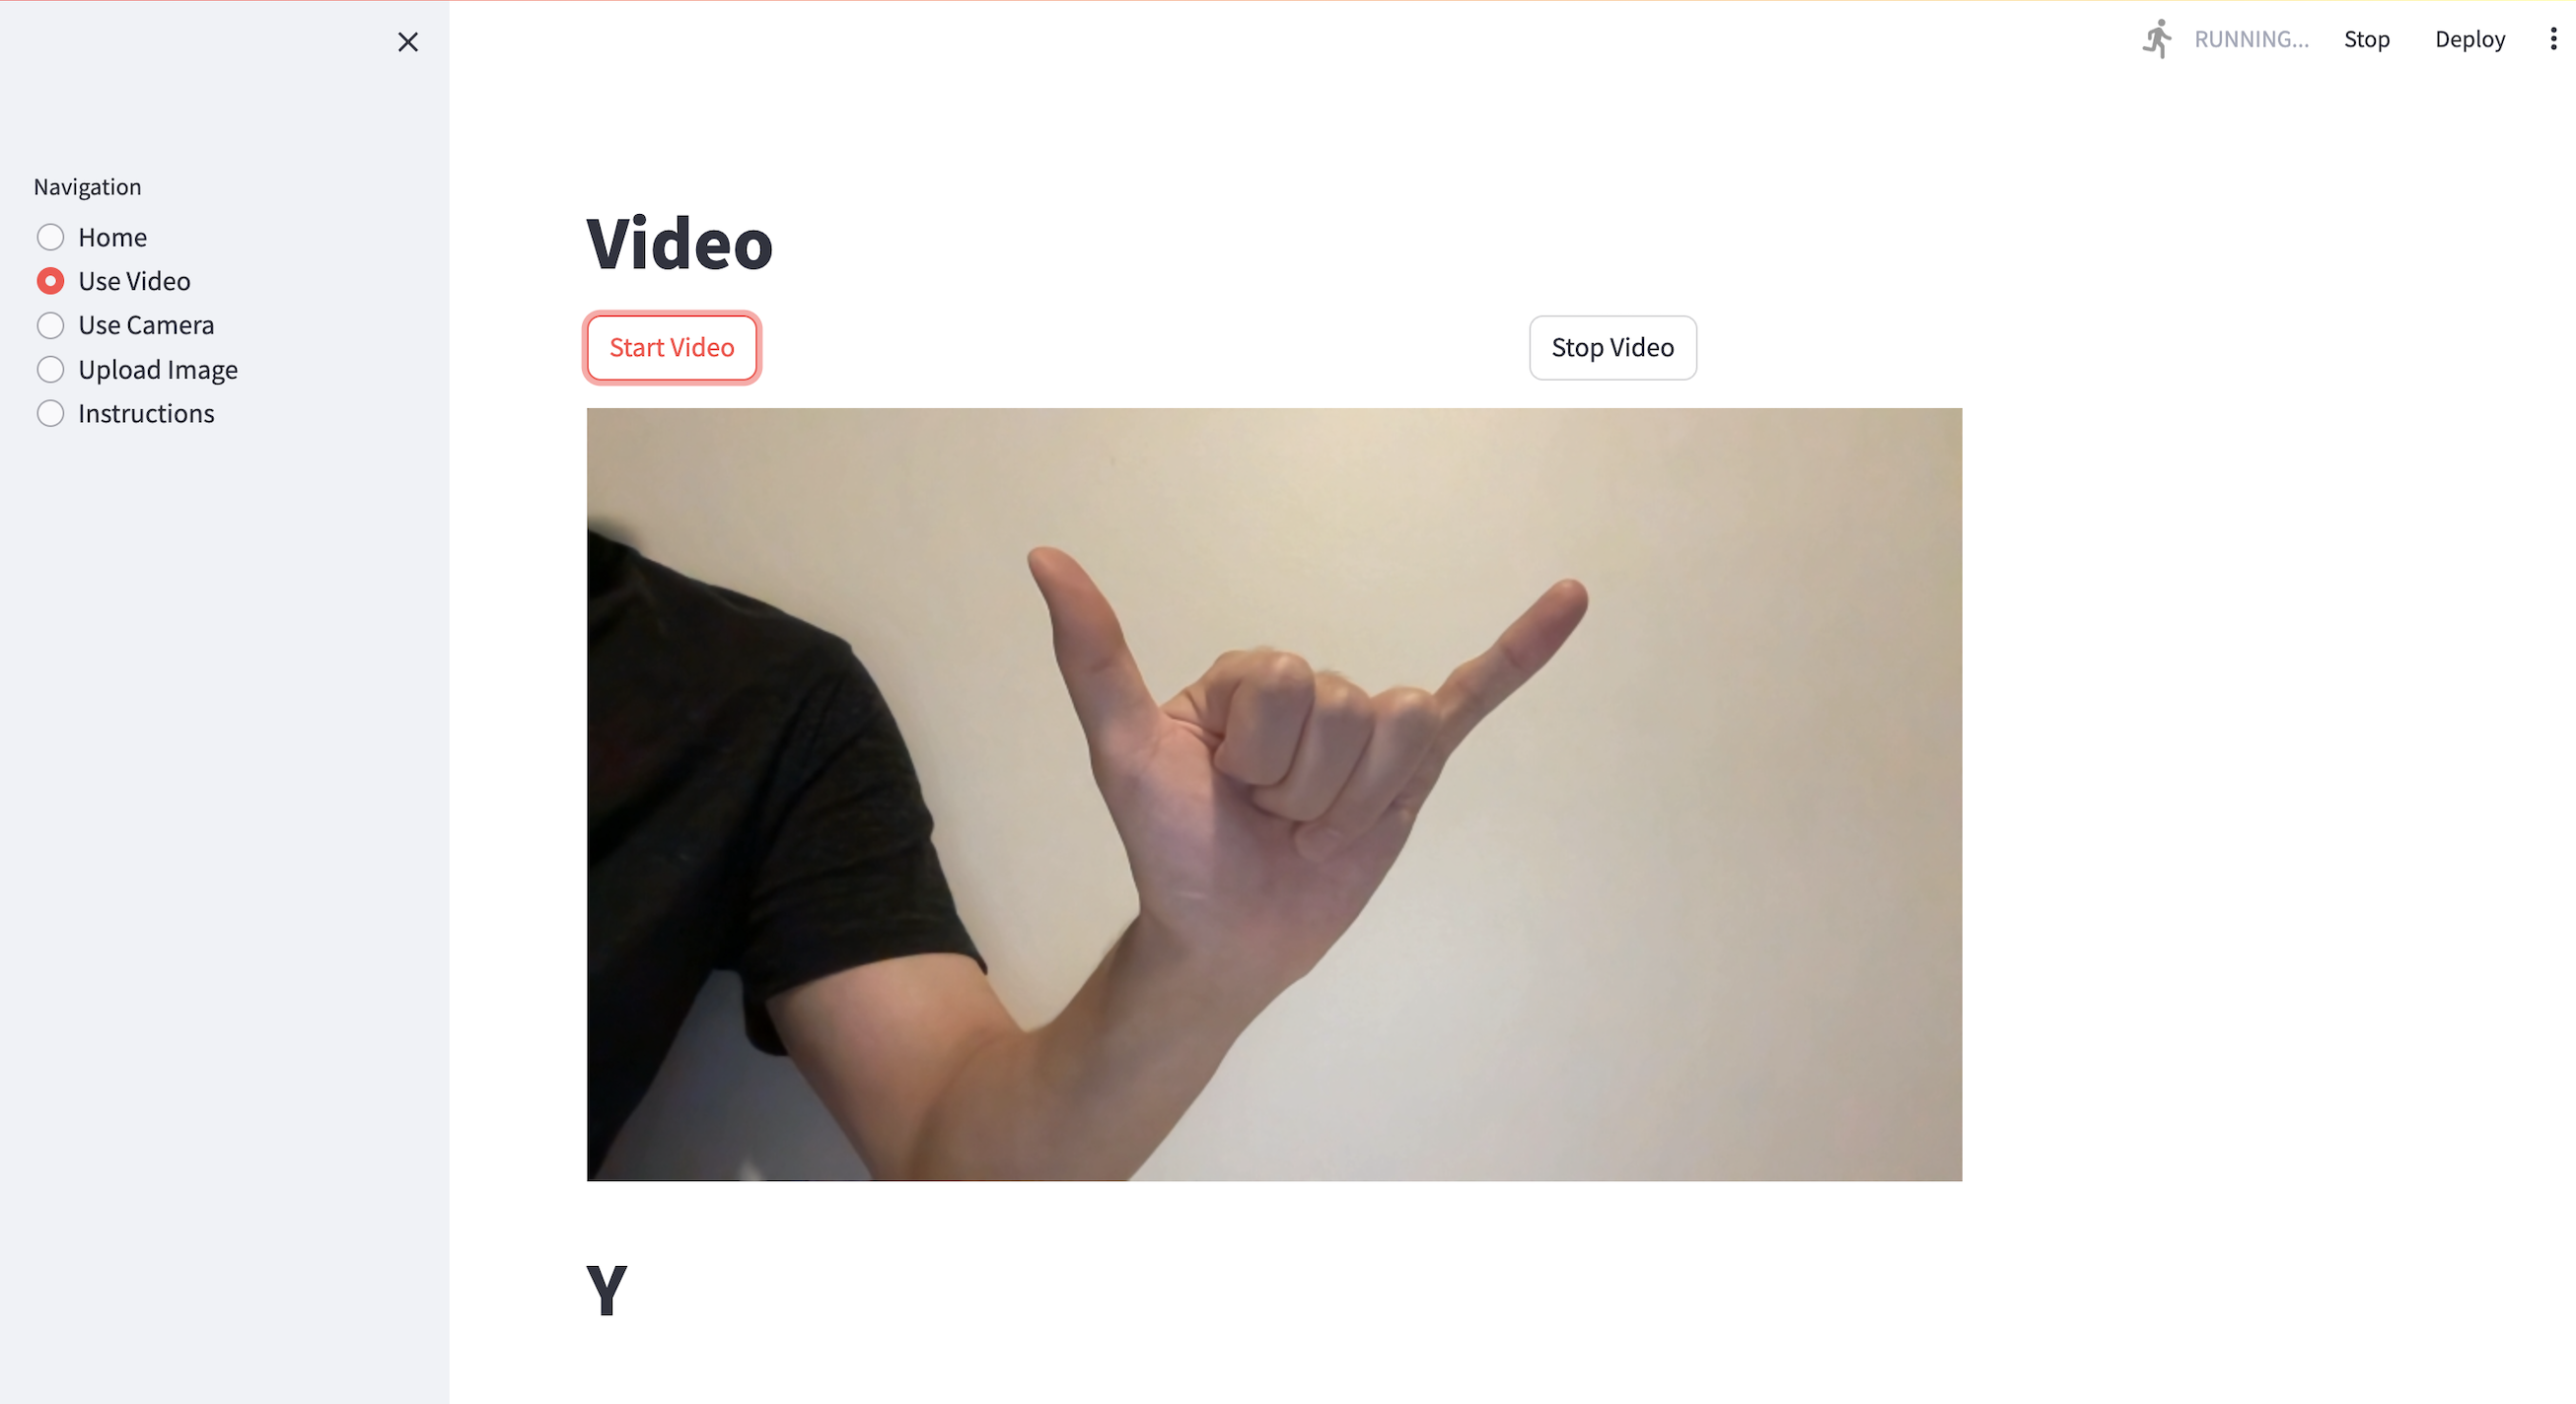 RUNNING... Stop Deploy
Navigation
Home
Use Video
Use Camera
Upload Image
Instructions
Video
Start Video
Stop Video
Y